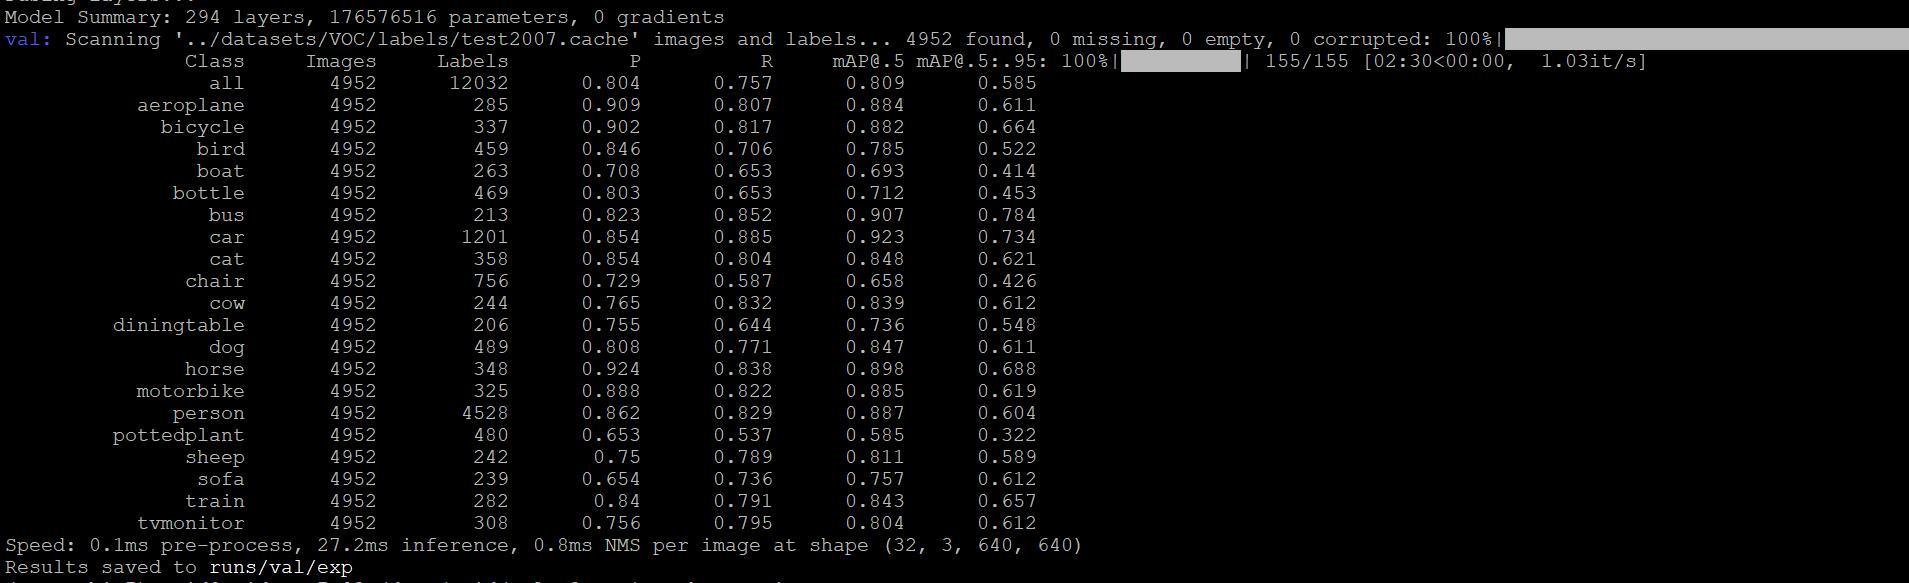 Model Summary: 294 layers, 176576516 parameters, 0 gradients
val: Scanning '../datasets/VOC/labels/test2007.cache' images and labels... 4952 found, 0 missing, 0 empty, 0 corrupted: 100%|
Class Images Labels P R mAP@.5 mAP@.5:.95: 100%| | 155/155 [02:30<00:00, 1.03it/s]
all 4952 12032 0.804 0.757 0.809 0.585
aeroplane 4952 285 0.909 0.807 0.884 0.611
bicycle 4952 337 0.902 0.817 0.882 0.664
bird 4952 459 0.846 0.706 0.785 0.522
boat 4952 263 0.708 0.653 0.693 0.414
bottle 4952 469 0.803 0.653 0.712 0.453
bus 4952 213 0.823 0.852 0.907 0.784
car 4952 1201 0.854 0.885 0.923 0.734
cat 4952 358 0.854 0.804 0.848 0.621
chair 4952 756 0.729 0.587 0.658 0.426
cow 4952 244 0.765 0.832 0.839 0.612
diningtable 4952 206 0.755 0.644 0.736 0.548
dog 4952 489 0.808 0.771 0.847 0.611
horse 4952 348 0.924 0.838 0.898 0.688
motorbike 4952 325 0.888 0.822 0.885 0.619
person 4952 4528 0.862 0.829 0.887 0.604
pottedplant 4952 480 0.653 0.537 0.585 0.322
sheep 4952 242 0.75 0.789 0.811 0.589
sofa 4952 239 0.654 0.736 0.757 0.612
train 4952 282 0.84 0.791 0.843 0.657
tvmonitor 4952 308 0.756 0.795 0.804 0.612
Speed: 0.1ms pre-process, 27.2ms inference, 0.8ms NMS per image at shape (32, 3, 640, 640)
Results saved to runs/val/exp